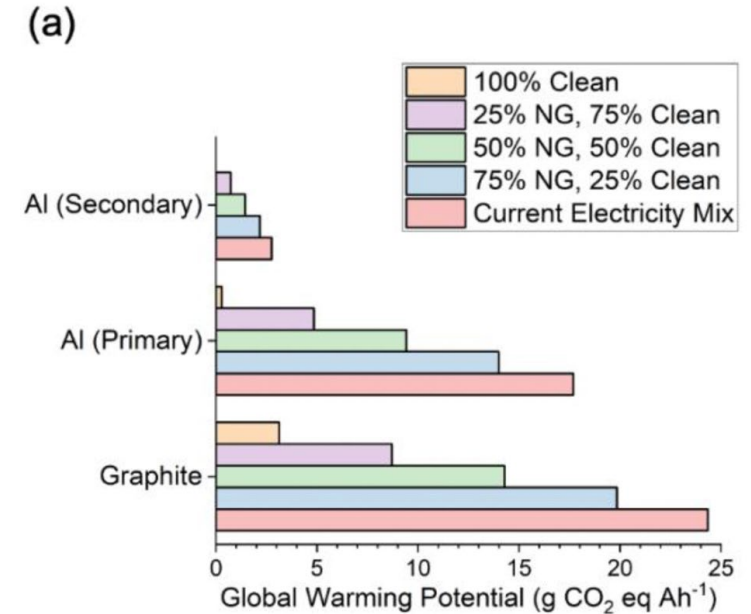 (a)
100% Clean
25% NG, 75% Clean
50% NG, 50% Clean
75% NG, 25% Clean
Current Electricity Mix
Al (Secondary)
Al (Primary)
Graphite
0 5 10 15 20 25
Global Warming Potential (g CO₂ eq Ah⁻¹)